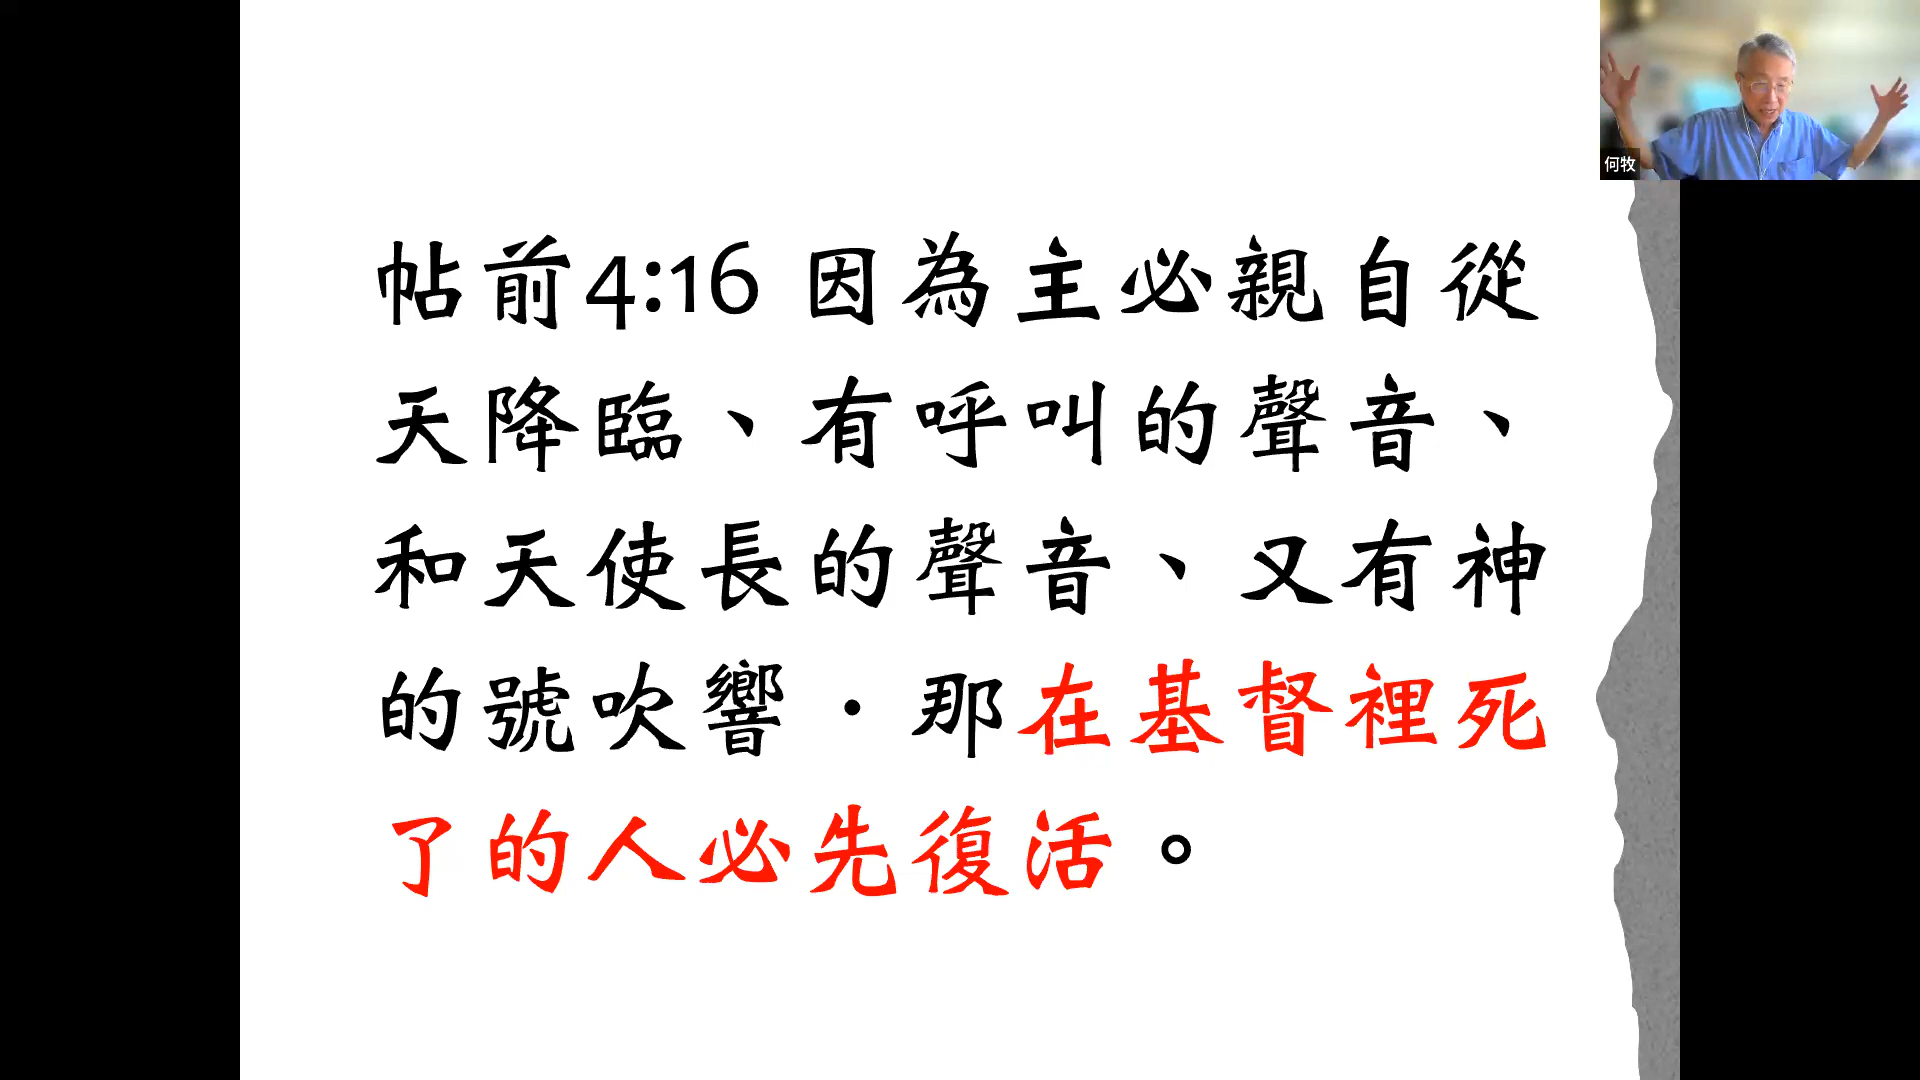 帖前4:16 因為主必親自從
天降臨、有呼叫的聲音、
和天使長的聲音、又有神
的號吹響．那在基督裡死
了的人必先復活。
何牧